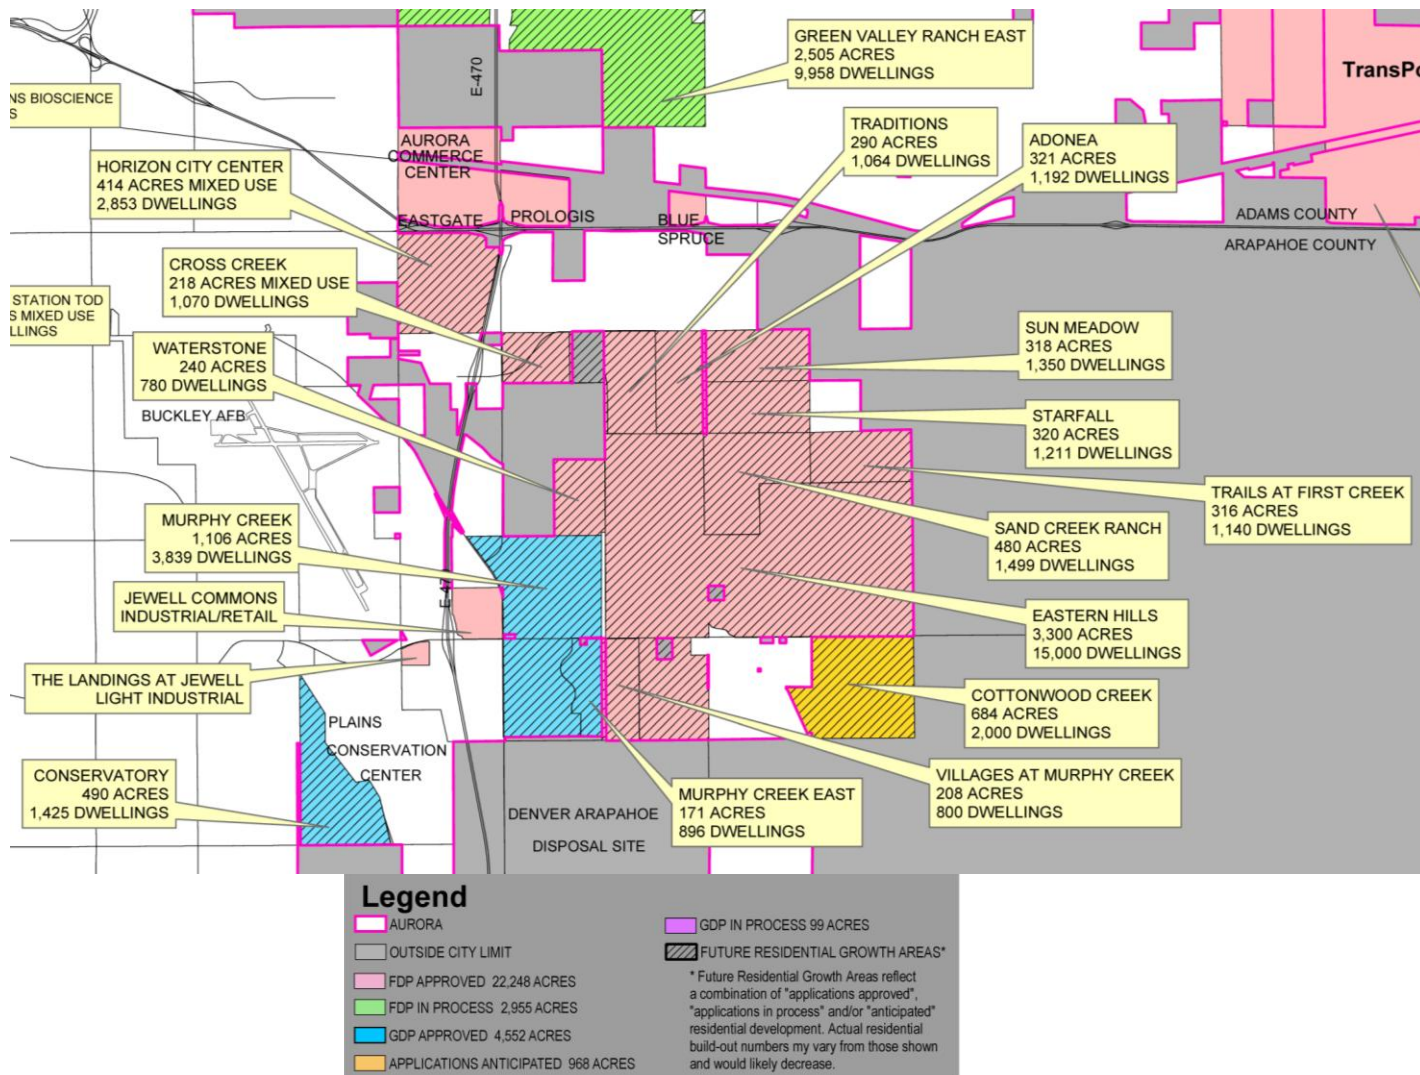 GREEN VALLEY RANCH EAST
2,505 ACRES
9,958 DWELLINGS
E-470
TransPo
NS BIOSCIENCE
S
AURORA
COMMERCE
CENTER
TRADITIONS
290 ACRES
1,064 DWELLINGS
ADONEA
321 ACRES
1,192 DWELLINGS
HORIZON CITY CENTER
414 ACRES MIXED USE
2,853 DWELLINGS
EASTGATE
PROLOGIS
BLUE
SPRUCE
ADAMS COUNTY
ARAPAHOE COUNTY
CROSS CREEK
218 ACRES MIXED USE
1,070 DWELLINGS
STATION TOD
S MIXED USE
LLINGS
SUN MEADOW
318 ACRES
1,350 DWELLINGS
WATERSTONE
240 ACRES
780 DWELLINGS
BUCKLEY AFB
STARFALL
320 ACRES
1,211 DWELLINGS
TRAILS AT FIRST CREEK
316 ACRES
1,140 DWELLINGS
MURPHY CREEK
1,106 ACRES
3,839 DWELLINGS
SAND CREEK RANCH
480 ACRES
1,499 DWELLINGS
JEWELL COMMONS
INDUSTRIAL/RETAIL
E-470
EASTERN HILLS
3,300 ACRES
15,000 DWELLINGS
THE LANDINGS AT JEWELL
LIGHT INDUSTRIAL
COTTONWOOD CREEK
684 ACRES
2,000 DWELLINGS
PLAINS
CONSERVATION
CENTER
CONSERVATORY
490 ACRES
1,425 DWELLINGS
VILLAGES AT MURPHY CREEK
208 ACRES
800 DWELLINGS
MURPHY CREEK EAST
171 ACRES
896 DWELLINGS
DENVER ARAPAHOE
DISPOSAL SITE
Legend
AURORA
OUTSIDE CITY LIMIT
FDP APPROVED 22,248 ACRES
FDP IN PROCESS 2,955 ACRES
GDP APPROVED 4,552 ACRES
APPLICATIONS ANTICIPATED 968 ACRES
GDP IN PROCESS 99 ACRES
FUTURE RESIDENTIAL GROWTH AREAS*
* Future Residential Growth Areas reflect
a combination of "applications approved",
"applications in process" and/or "anticipated"
residential development. Actual residential
build-out numbers my vary from those shown
and would likely decrease.